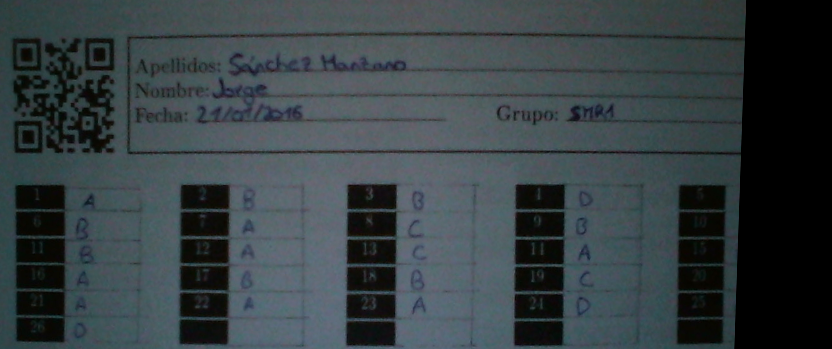 Apellidos: Sánchez Manzano
Nombre: Jorge
Fecha: 21/01/2016 Grupo: SMR1
1 A 2 B 3 B 4 D 5
6 B 7 A 8 C 9 B 10
11 B 12 A 13 C 14 A 15
16 A 17 B 18 B 19 C 20
21 A 22 A 23 A 24 D 25
26 D